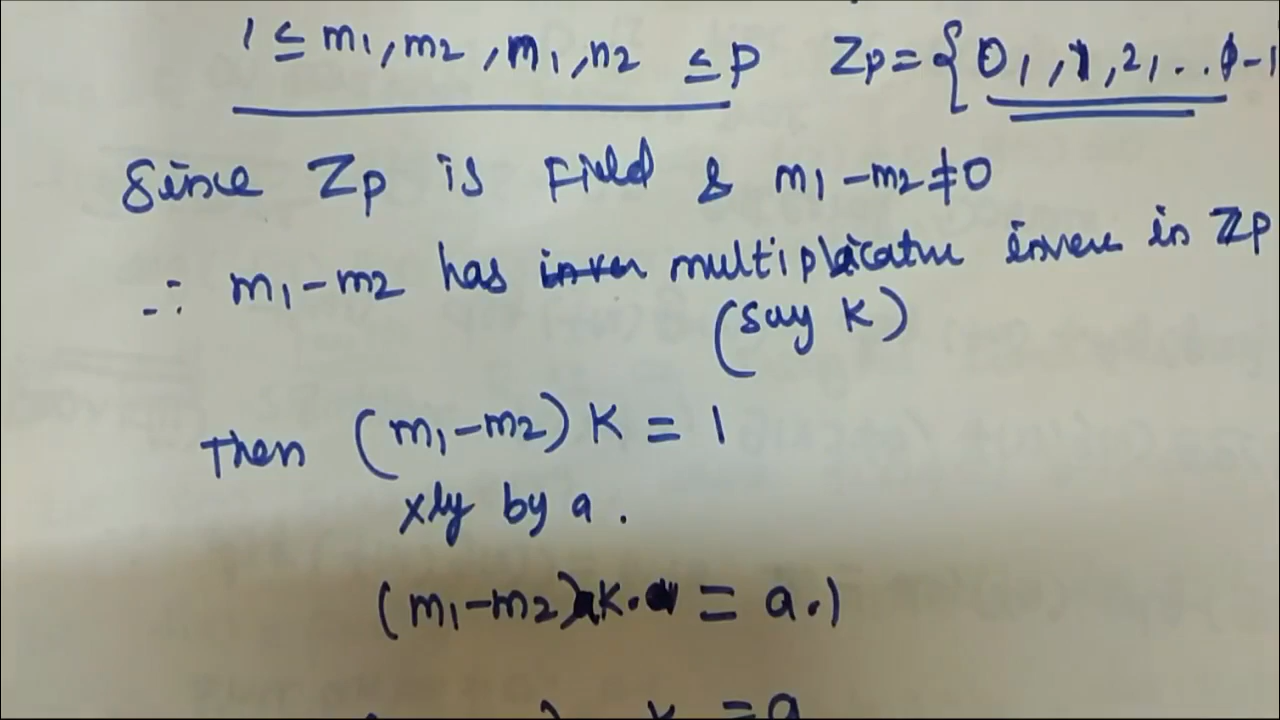 1 ≤ m1, m2, m1, n2 ≤ p Zp = {0, 1, 2, ... p-1
Since Zp is Field & m1 - m2 ≠ 0
∴ m1 - m2 has multiplicative inverse in Zp
(say K)
Then (m1 - m2) K = 1
xly by a.
(m1 - m2) K . a = a . 1
K = a